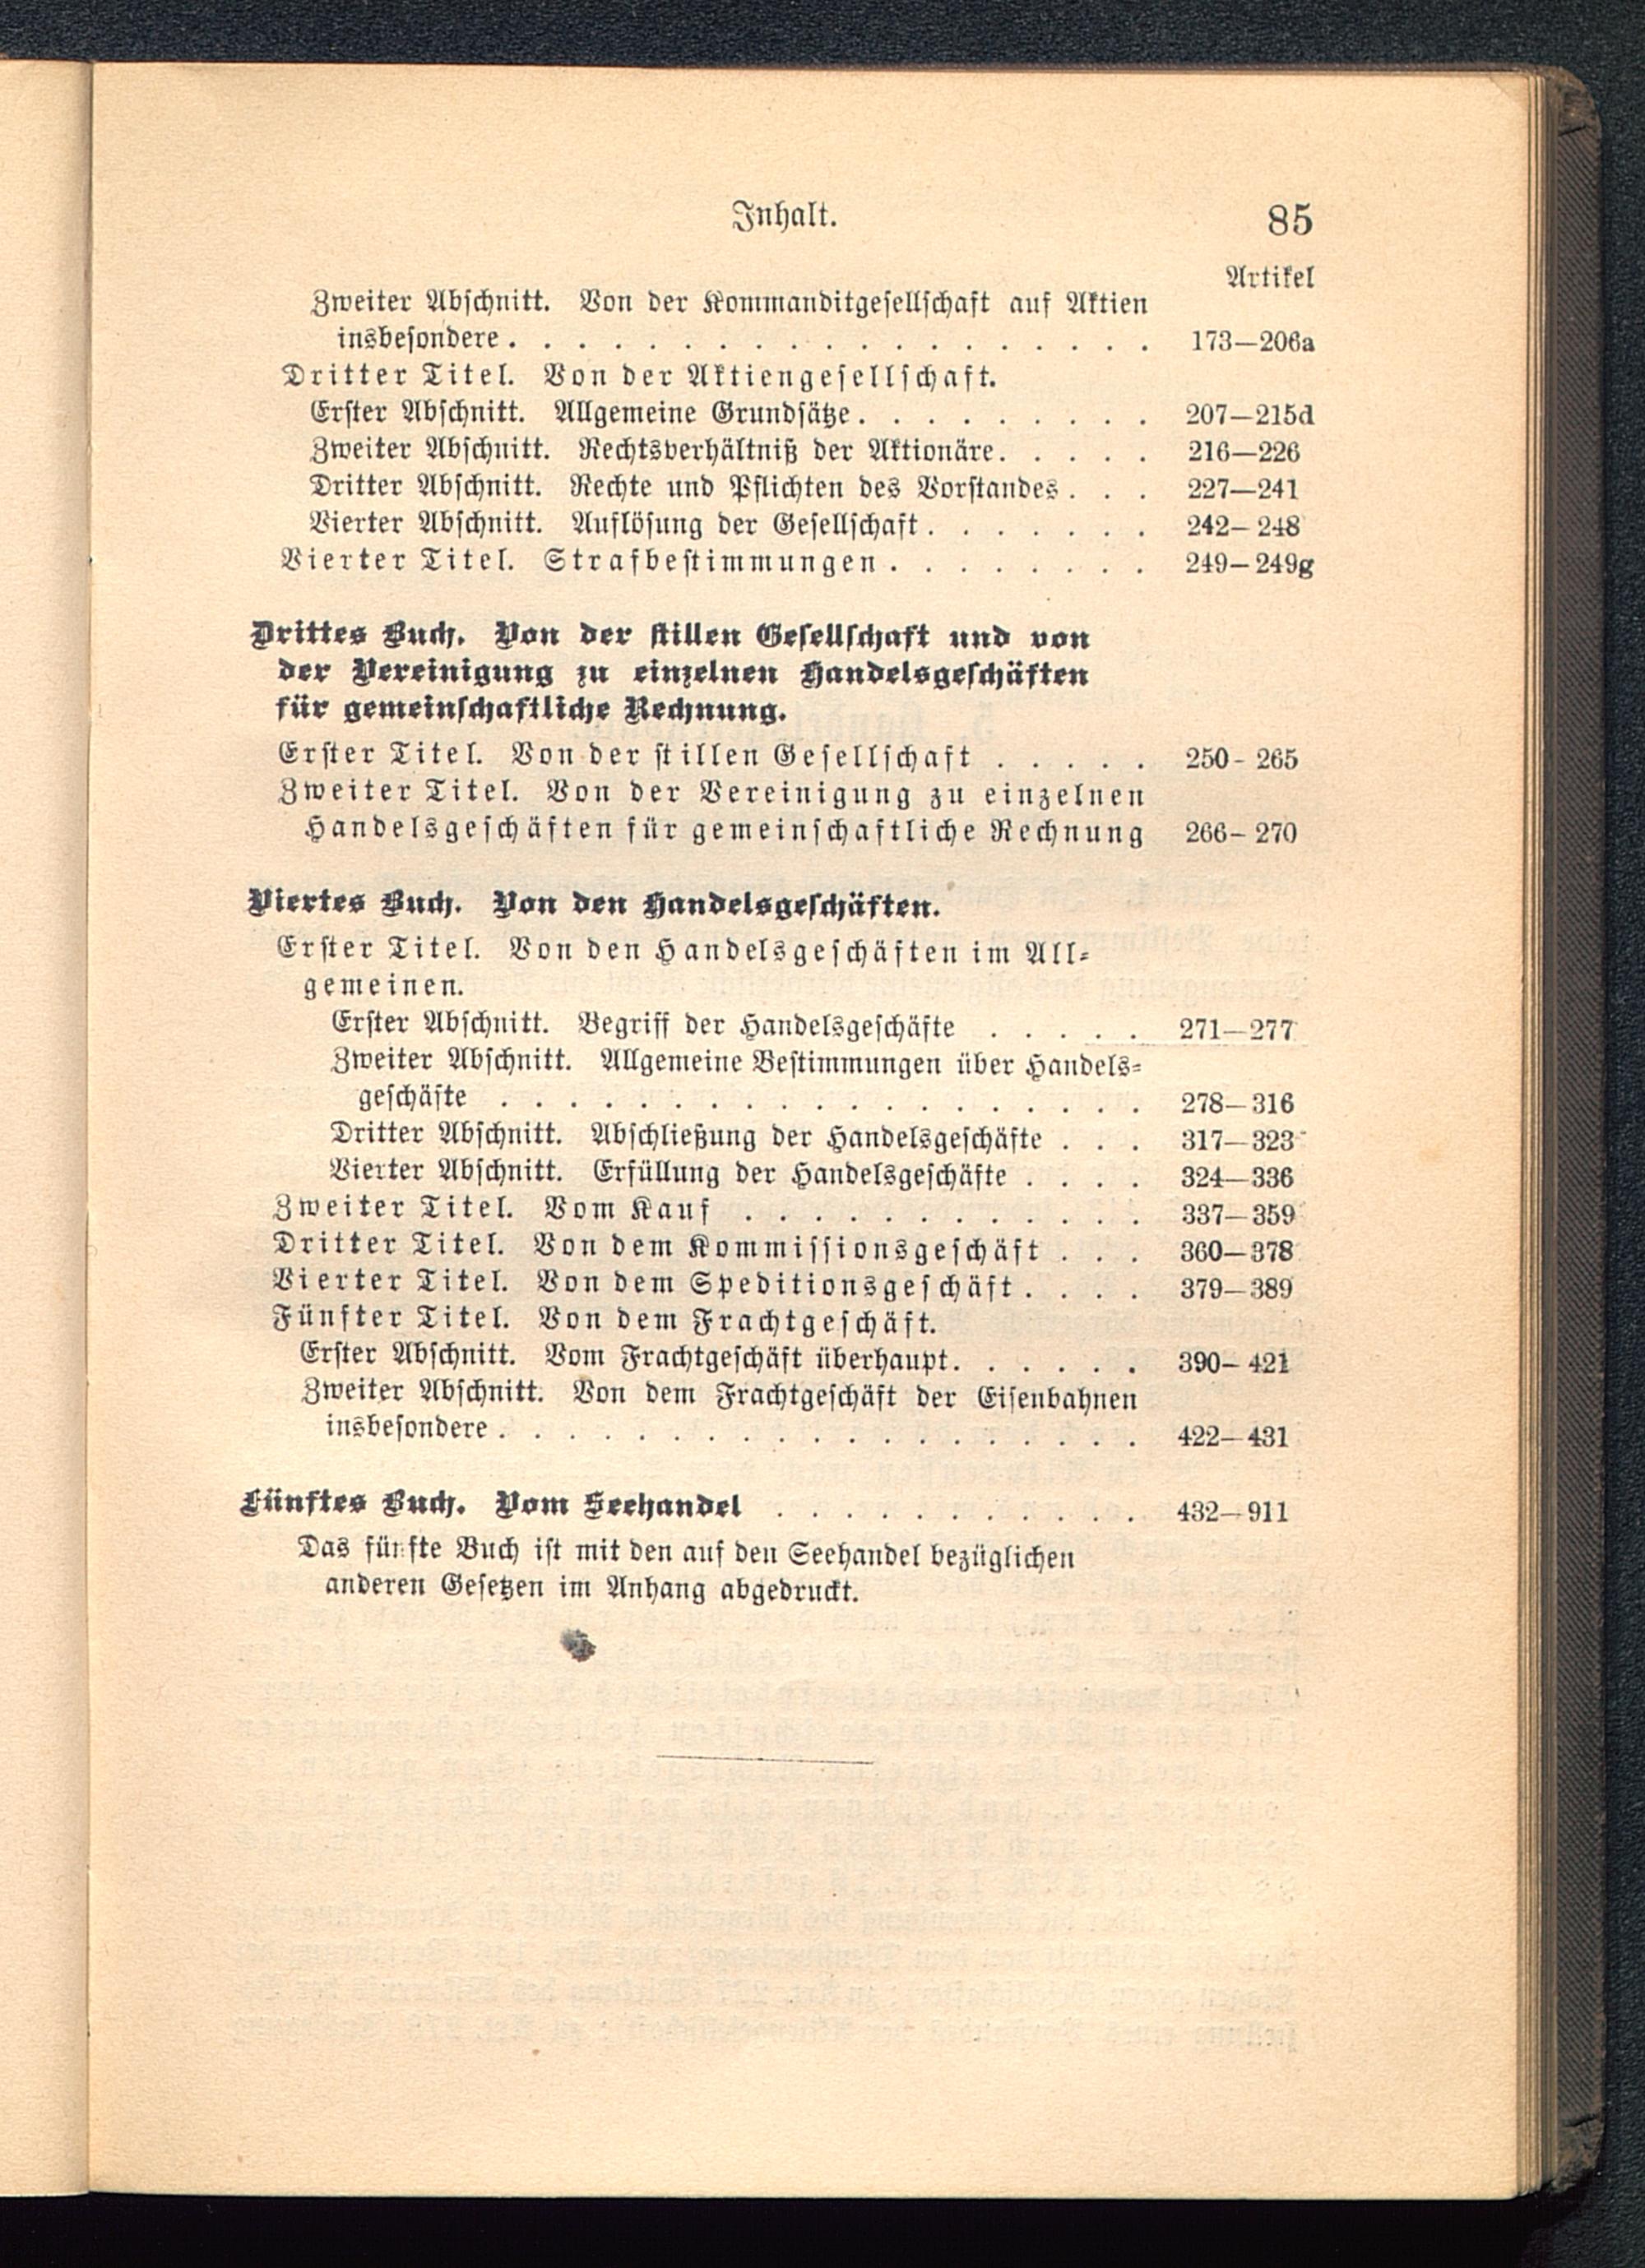 Inhalt. 85
Artikel
Zweiter Abschnitt. Von der Kommanditgesellschaft auf Aktien
insbesondere . . . . . . . . . . . . . . . . . . . 173—206a
Dritter Titel. Von der Aktiengesellschaft.
Erster Abschnitt. Allgemeine Grundsätze. . . . . . . . . 207—215d
Zweiter Abschnitt. Rechtsverhältniß der Aktionäre. . . . . 216—226
Dritter Abschnitt. Rechte und Pflichten des Vorstandes . . . 227—241
Vierter Abschnitt. Auflösung der Gesellschaft . . . . . . . 242—248
Vierter Titel. Strafbestimmungen . . . . . . . . 249—249g
Drittes Buch. Von der stillen Gesellschaft und von
der Vereinigung zu einzelnen Handelsgeschäften
für gemeinschaftliche Rechnung.
Erster Titel. Von der stillen Gesellschaft . . . . . 250-265
Zweiter Titel. Von der Vereinigung zu einzelnen
Handelsgeschäften für gemeinschaftliche Rechnung 266—270
Viertes Buch. Von den Handelsgeschäften.
Erster Titel. Von den Handelsgeschäften im All-
gemeinen.
Erster Abschnitt. Begriff der Handelsgeschäfte . . . . . 271—277
Zweiter Abschnitt. Allgemeine Bestimmungen über Handels-
geschäfte . . . . . . . . . . . . . . . . . . . 278—316
Dritter Abschnitt. Abschließung der Handelsgeschäfte . . . 317—323
Vierter Abschnitt. Erfüllung der Handelsgeschäfte . . . . 324—336
Zweiter Titel. Vom Kauf . . . . . . . . . . . . 337—359
Dritter Titel. Von dem Kommissionsgeschäft . . . 360—378
Vierter Titel. Von dem Speditionsgeschäft . . . . 379—389
Fünfter Titel. Von dem Frachtgeschäft.
Erster Abschnitt. Vom Frachtgeschäft überhaupt. . . . . . 390—421
Zweiter Abschnitt. Von dem Frachtgeschäft der Eisenbahnen
insbesondere . . . . . . . . . . . . . . . . . . . 422—431
Fünftes Buch. Vom Seehandel . . . . . . . . . . . 432—911
Das fünfte Buch ist mit den auf den Seehandel bezüglichen
anderen Gesetzen im Anhang abgedruckt.